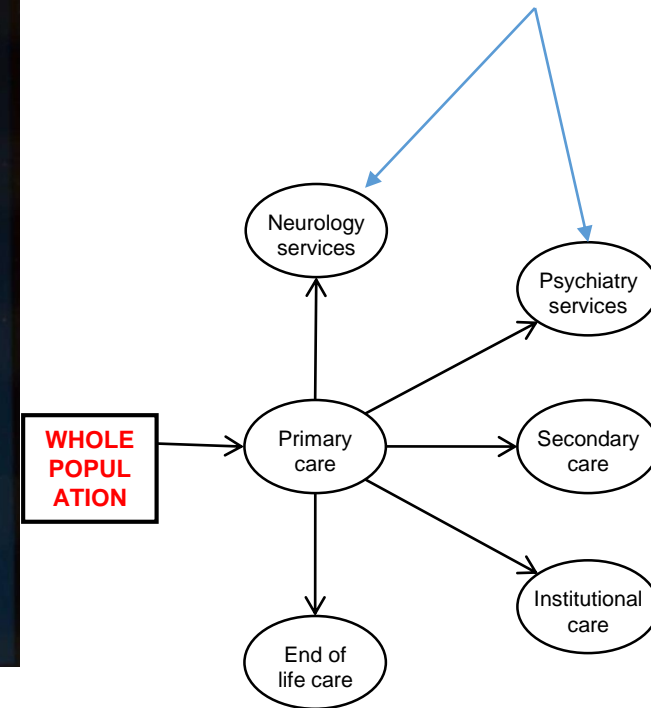 Neurology
services
Psychiatry
services
WHOLE
POPUL
ATION
Primary
care
Secondary
care
Institutional
care
End of
life care